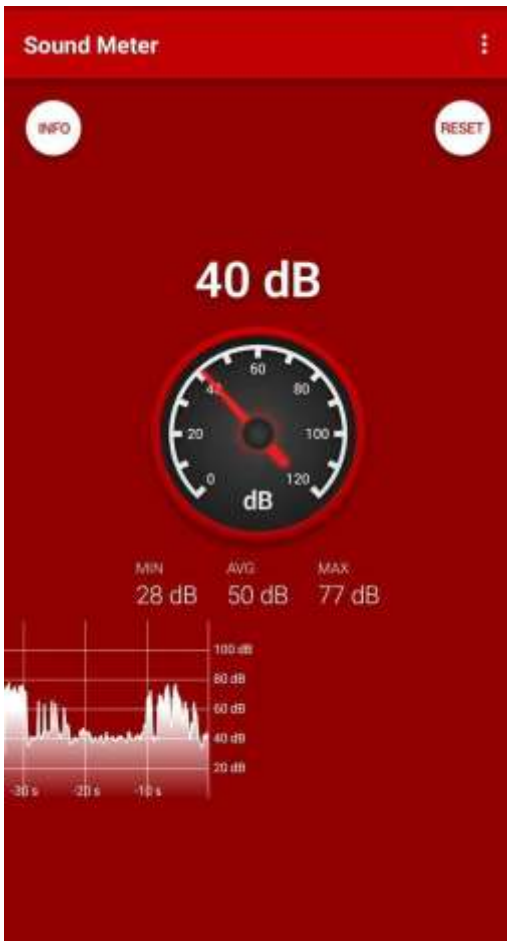 Sound Meter
INFO
RESET
40 dB
60
40
80
20
100
0
120
dB
MIN
AVG
MAX
28 dB
50 dB
77 dB
100 dB
80 dB
60 dB
40 dB
20 dB
-30 s
-20 s
-10 s